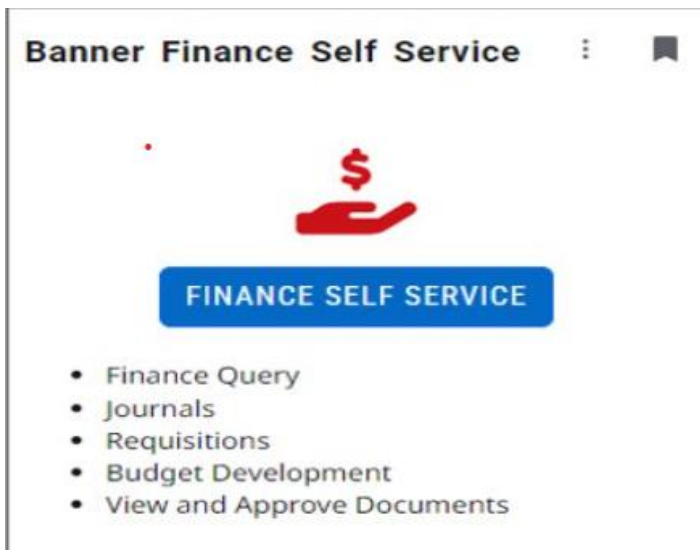 Banner Finance Self Service
$
FINANCE SELF SERVICE
• Finance Query
• Journals
• Requisitions
• Budget Development
• View and Approve Documents